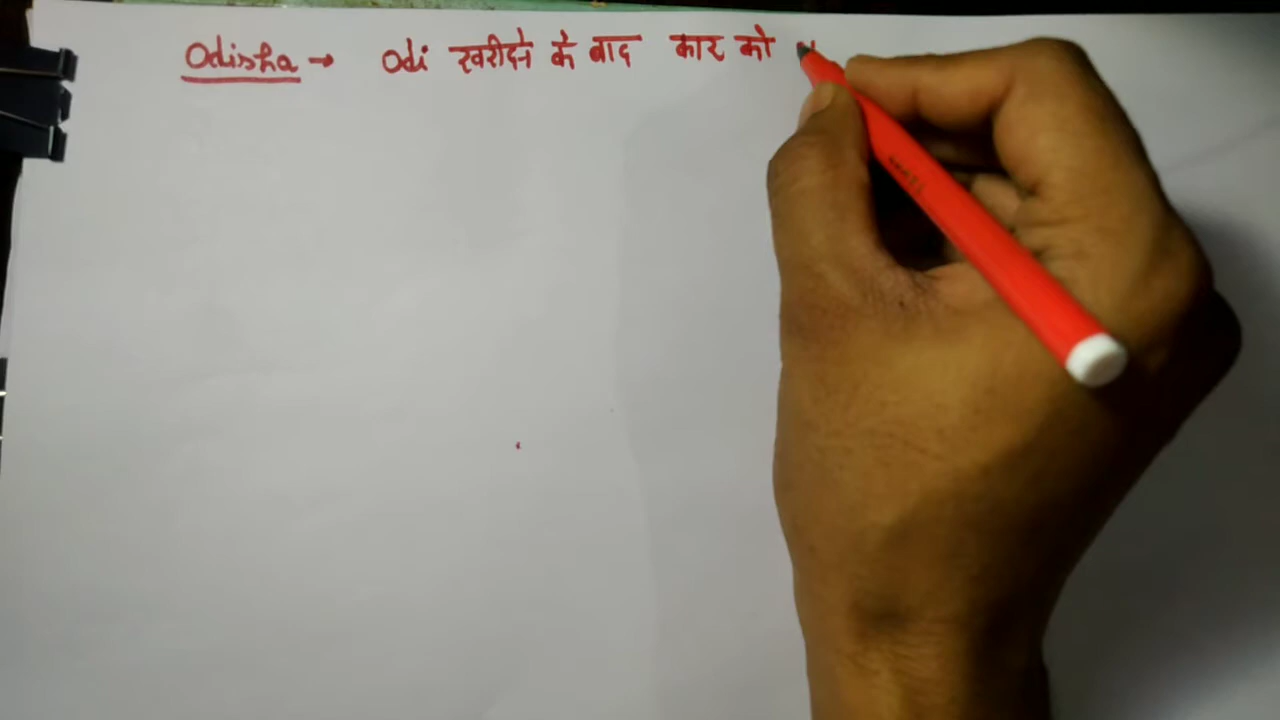 Odisha → Odi खरीदने के बाद कार को